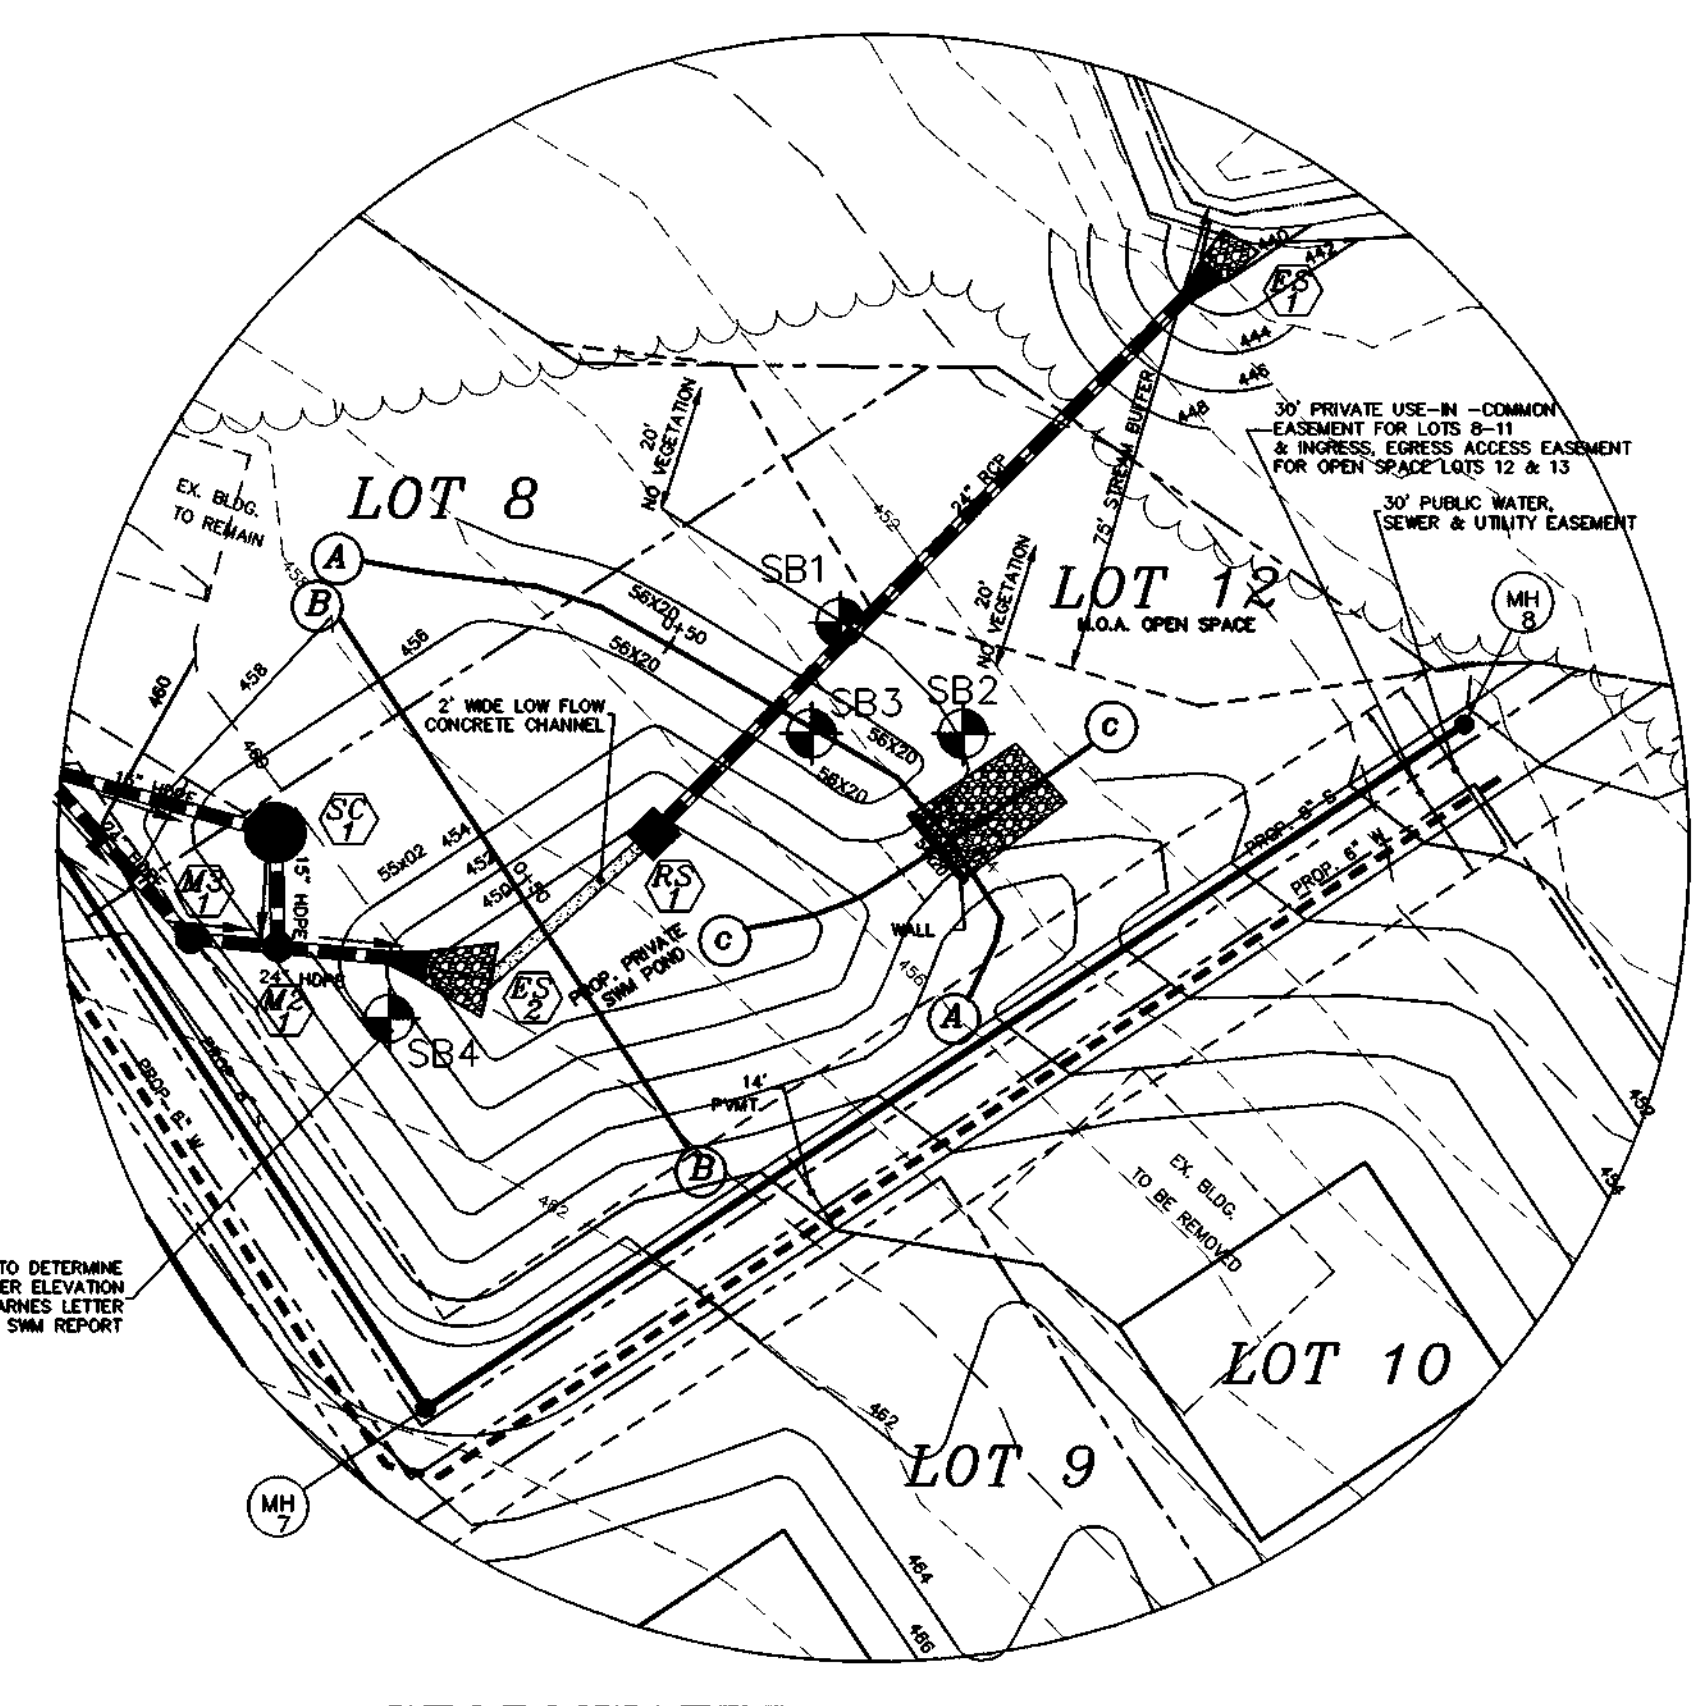 440
442
ES
1
444
446
448
30' PRIVATE USE-IN -COMMON
EASEMENT FOR LOTS 8-11
& INGRESS, EGRESS ACCESS EASEMENT
FOR OPEN SPACE LOTS 12 & 13
30' PUBLIC WATER,
SEWER & UTILITY EASEMENT
75' STREAM BUFFER
20'
NO VEGETATION
24" RCP
452
LOT 8
EX. BLDG.
TO REMAIN
A
B
458
SB1
LOT 12
H.O.A. OPEN SPACE
20'
NO VEGETATION
MH
8
56X20
0+50
56X20
456
458
460
2' WIDE LOW FLOW
CONCRETE CHANNEL
SB3
SB2
C
56X20
56X20
460
15" HDPE
SC
1
24" HDPE
M3
1
15" HDPE
55x02
454
452
450
RS
1
C
WALL
PROP. PRIVATE
SWM POND
456
A
24" HDPE
M2
1
ES
2
SB4
PROP. 8" S
PROP. 6" W
PROP. 8" S
PROP. 6" W
14'
PVMT.
B
462
EX. BLDG.
TO BE REMOVED
452
454
TO DETERMINE
ER ELEVATION
ARNES LETTER
SWM REPORT
LOT 10
462
LOT 9
MH
7
464
466